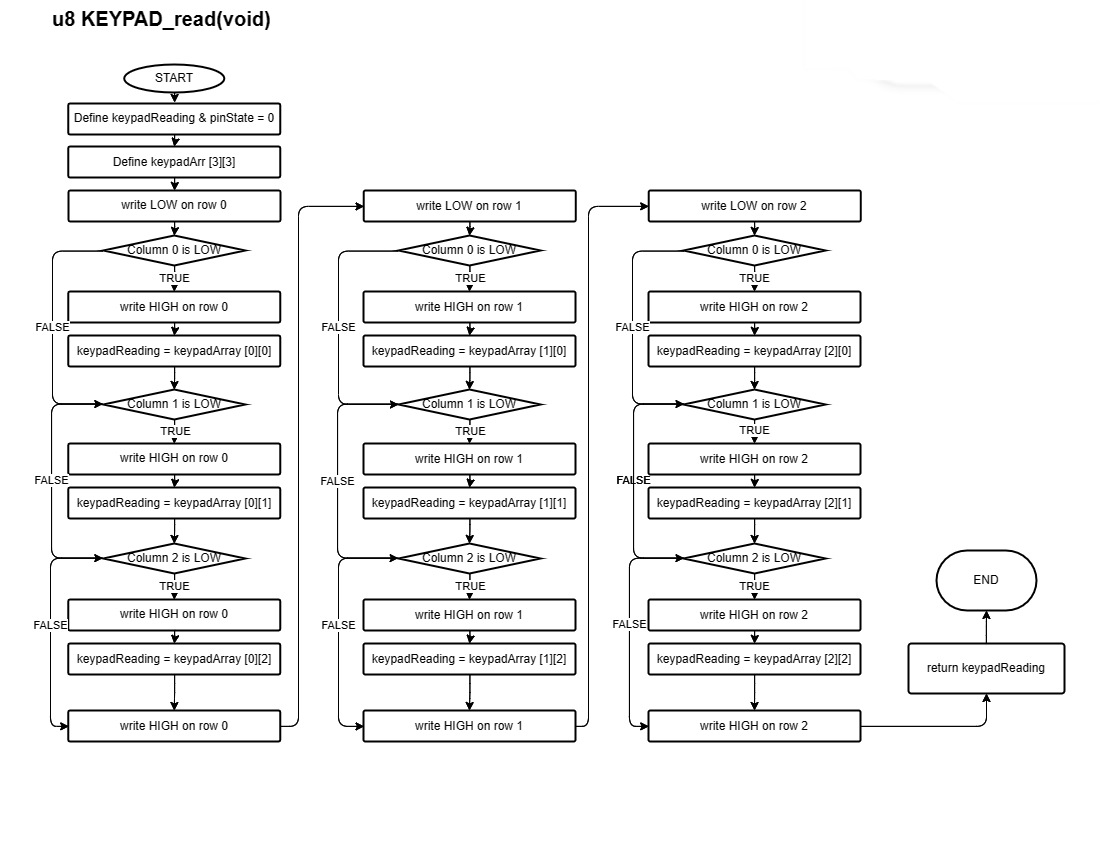 u8 KEYPAD_read(void)
START
Define keypadReading & pinState = 0
Define keypadArr [3][3]
write LOW on row 0
Column 0 is LOW
TRUE
write HIGH on row 0
FALSE
keypadReading = keypadArray [0][0]
Column 1 is LOW
TRUE
write HIGH on row 0
FALSE
keypadReading = keypadArray [0][1]
Column 2 is LOW
TRUE
write HIGH on row 0
FALSE
keypadReading = keypadArray [0][2]
write HIGH on row 0
write LOW on row 1
Column 0 is LOW
TRUE
write HIGH on row 1
FALSE
keypadReading = keypadArray [1][0]
Column 1 is LOW
TRUE
write HIGH on row 1
FALSE
keypadReading = keypadArray [1][1]
Column 2 is LOW
TRUE
write HIGH on row 1
FALSE
keypadReading = keypadArray [1][2]
write HIGH on row 1
write LOW on row 2
Column 0 is LOW
TRUE
write HIGH on row 2
FALSE
keypadReading = keypadArray [2][0]
Column 1 is LOW
TRUE
write HIGH on row 2
FALSE
keypadReading = keypadArray [2][1]
Column 2 is LOW
TRUE
write HIGH on row 2
FALSE
keypadReading = keypadArray [2][2]
write HIGH on row 2
return keypadReading
END